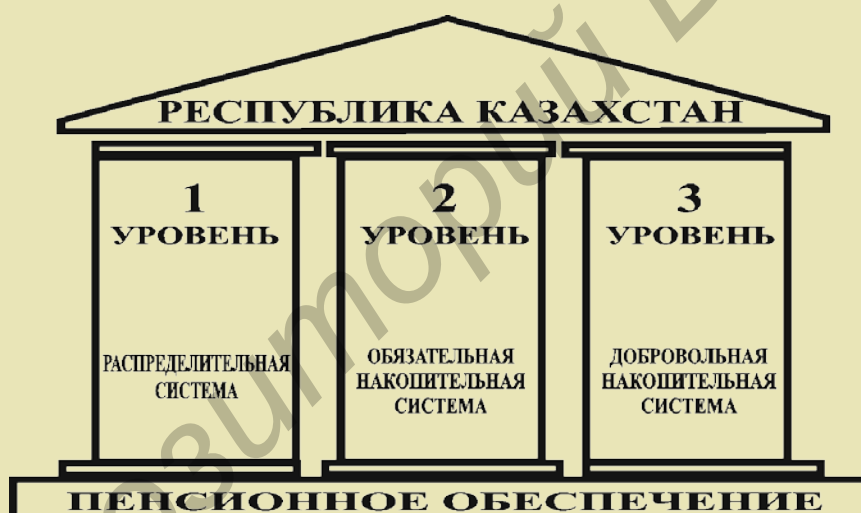 РЕСПУБЛИКА КАЗАХСТАН
1
УРОВЕНЬ
РАСПРЕДЕЛИТЕЛЬНАЯ
СИСТЕМА
2
УРОВЕНЬ
ОБЯЗАТЕЛЬНАЯ
НАКОПИТЕЛЬНАЯ
СИСТЕМА
3
УРОВЕНЬ
ДОБРОВОЛЬНАЯ
НАКОПИТЕЛЬНАЯ
СИСТЕМА
ПЕНСИОННОЕ ОБЕСПЕЧЕНИЕ